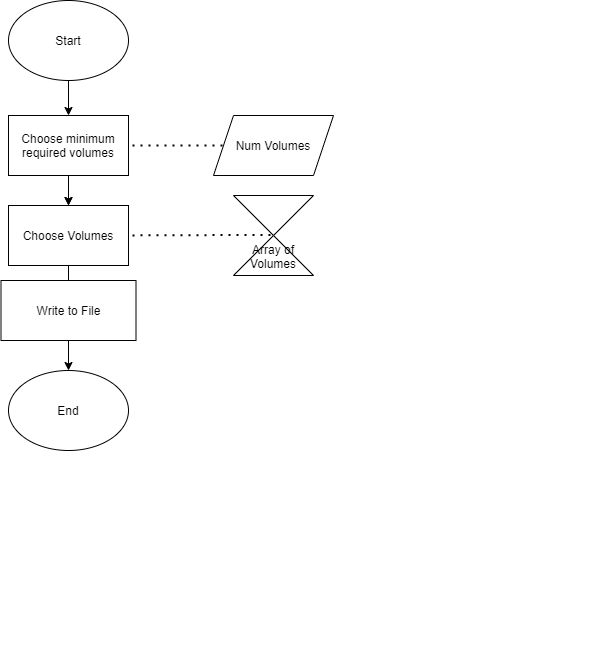 Start
Choose minimum
required volumes
Num Volumes
Choose Volumes
Array of
Volumes
Write to File
End